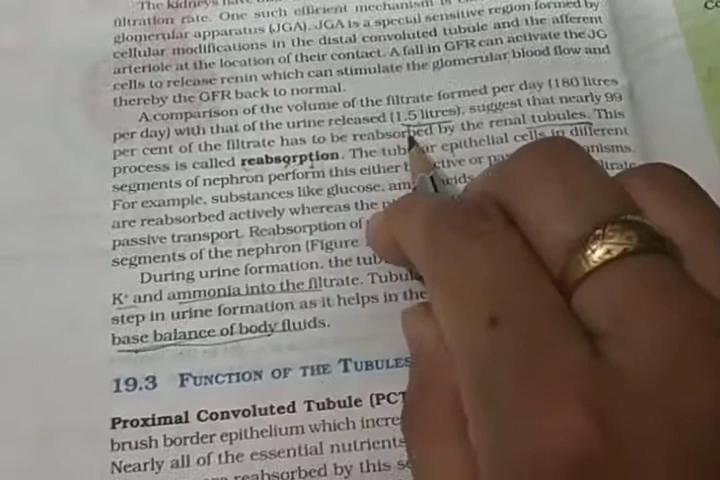 The kidneys have
filtration rate. One such efficient mechanism is
glomerular apparatus (JGA). JGA is a special sensitive region formed by
cellular modifications in the distal convoluted tubule and the afferent
arteriole at the location of their contact. A fall in GFR can activate the JG
cells to release renin which can stimulate the glomerular blood flow and
thereby the GFR back to normal.
A comparison of the volume of the filtrate formed per day (180 litres
per day) with that of the urine released (1.5 litres), suggest that nearly 99
per cent of the filtrate has to be reabsorbed by the renal tubules. This
process is called reabsorption. The tubular epithelial cells in different
segments of nephron perform this either by active or pa
For example, substances like glucose, am
are reabsorbed actively whereas the
passive transport. Reabsorption of
segments of the nephron (Figure
During urine formation, the tub
K⁺ and ammonia into the filtrate. Tubul
step in urine formation as it helps in the
base balance of body fluids.
19.3 FUNCTION OF THE TUBULES
Proximal Convoluted Tubule (PCT
brush border epithelium which incre
Nearly all of the essential nutrients
reabsorbed by this se